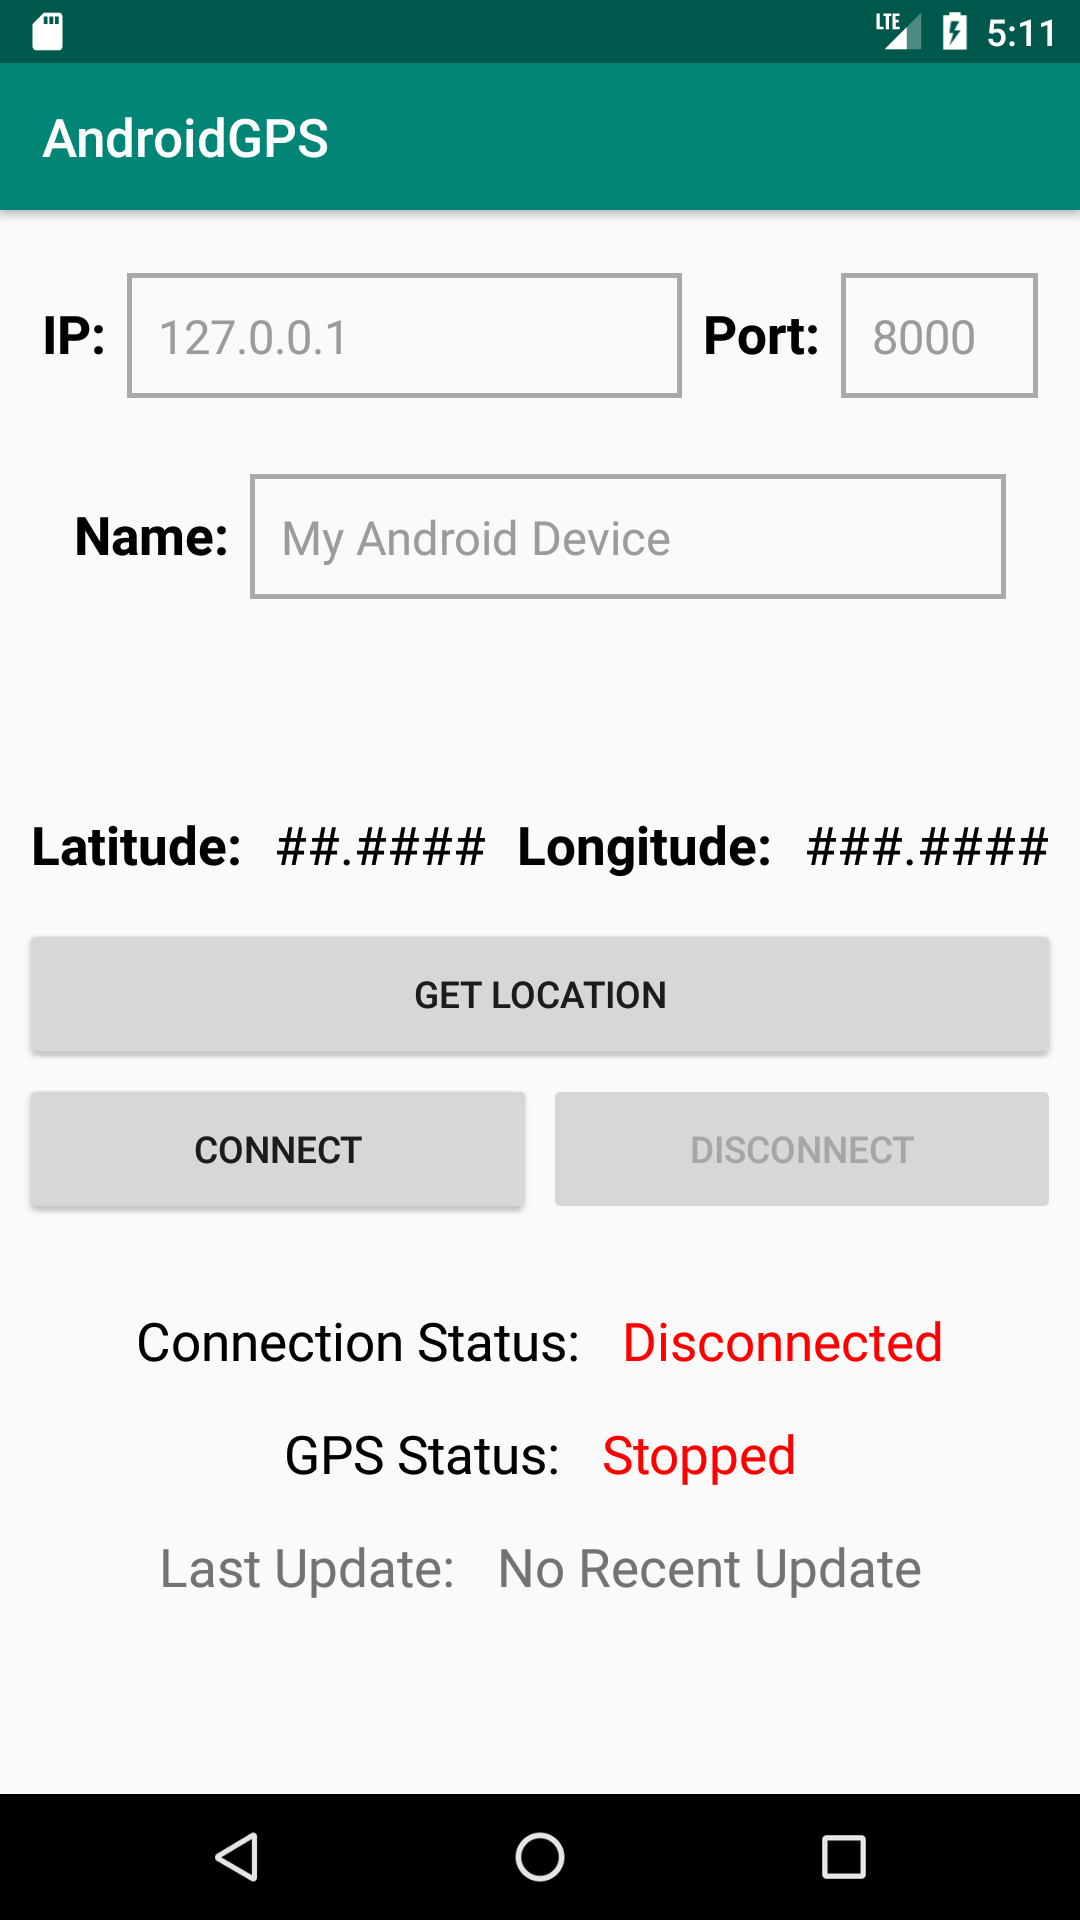 LTE 5:11
AndroidGPS
IP: 127.0.0.1 Port: 8000
Name: My Android Device
Latitude: ##.#### Longitude: ###.####
GET LOCATION
CONNECT DISCONNECT
Connection Status: Disconnected
GPS Status: Stopped
Last Update: No Recent Update